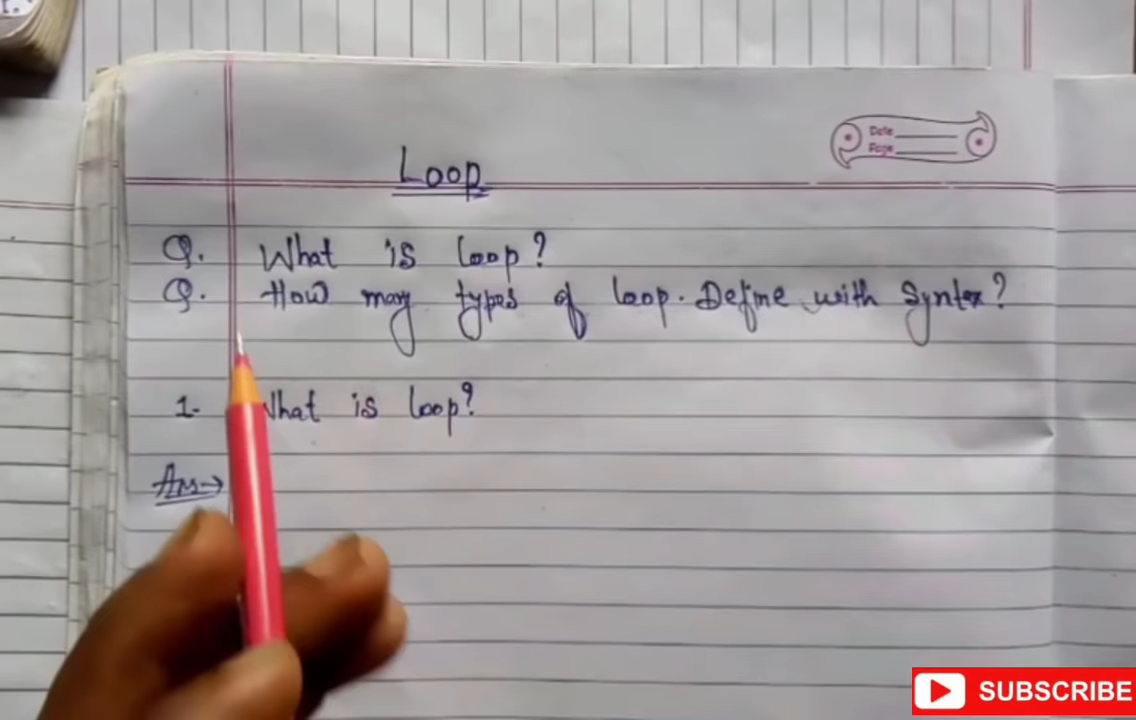 Loop
Date
Page
Q. What is loop?
Q. How many types of loop. Define with Syntax?
1- What is loop?
Ans→
SUBSCRIBE